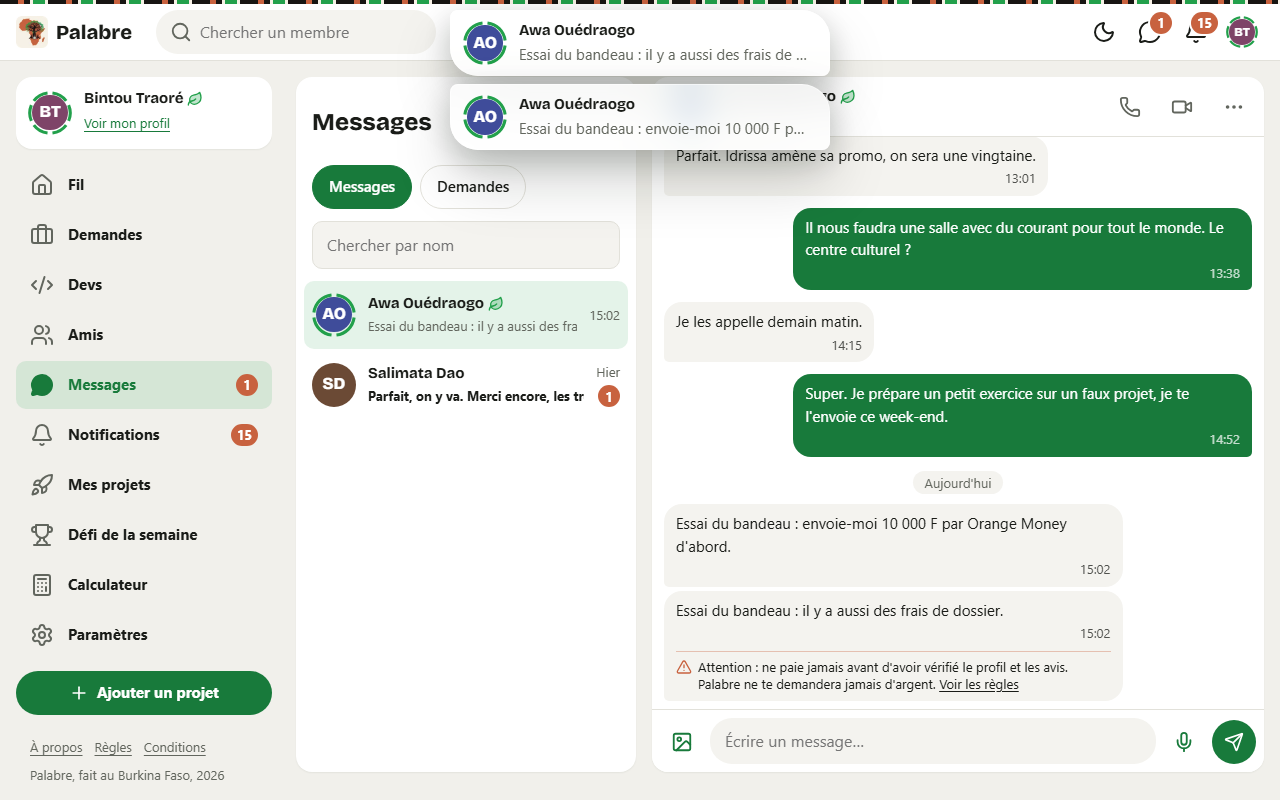 Palabre
Chercher un membre
AO
Awa Ouédraogo
Essai du bandeau : il y a aussi des frais de ...
AO
Awa Ouédraogo
Essai du bandeau : envoie-moi 10 000 F p...
1
15
BT
BT
Bintou Traoré
Voir mon profil
Fil
Demandes
Devs
Amis
Messages
1
Notifications
15
Mes projets
Défi de la semaine
Calculateur
Paramètres
Ajouter un projet
À propos Règles Conditions
Palabre, fait au Burkina Faso, 2026
Messages
Messages
Demandes
Chercher par nom
AO
Awa Ouédraogo
Essai du bandeau : il y a aussi des fra
15:02
SD
Salimata Dao
Hier
Parfait, on y va. Merci encore, les tr
1
Parfait. Idrissa amène sa promo, on sera une vingtaine.
13:01
Il nous faudra une salle avec du courant pour tout le monde. Le
centre culturel ?
13:38
Je les appelle demain matin.
14:15
Super. Je prépare un petit exercice sur un faux projet, je te
l'envoie ce week-end.
14:52
Aujourd'hui
Essai du bandeau : envoie-moi 10 000 F par Orange Money
d'abord.
15:02
Essai du bandeau : il y a aussi des frais de dossier.
15:02
Attention : ne paie jamais avant d'avoir vérifié le profil et les avis.
Palabre ne te demandera jamais d'argent. Voir les règles
Écrire un message...